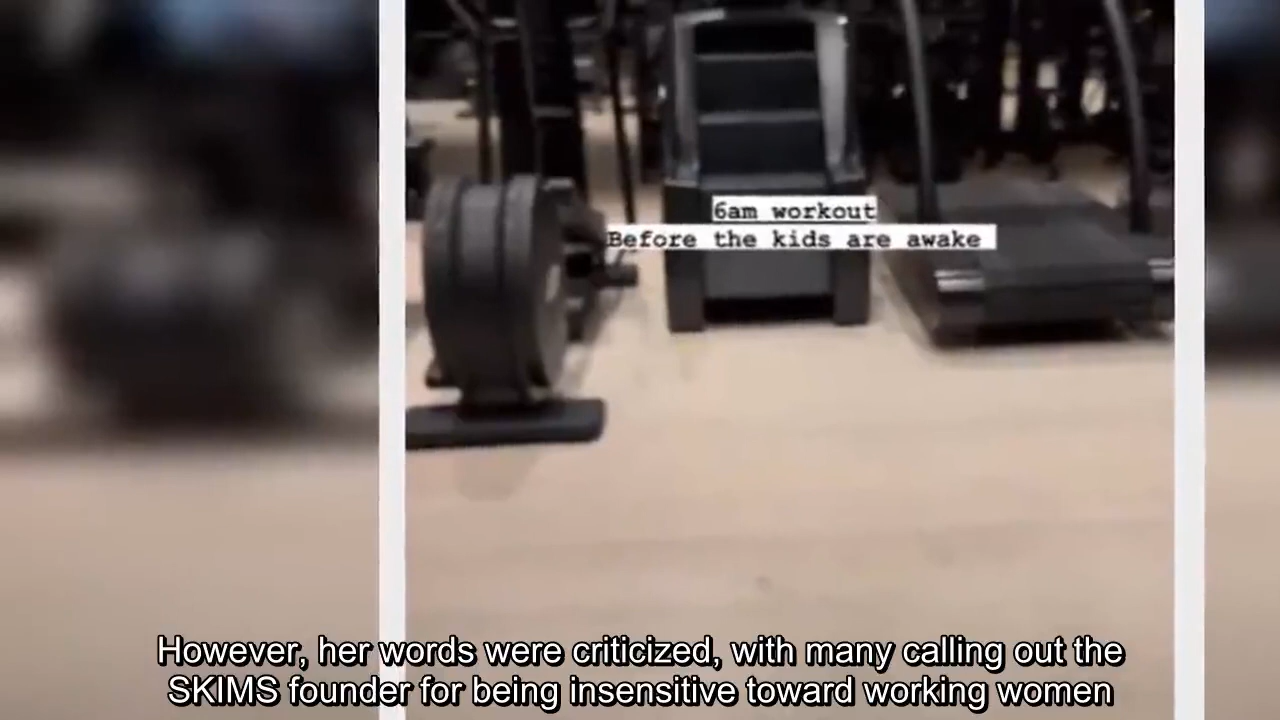 6am workout
Before the kids are awake
However, her words were criticized, with many calling out the
SKIMS founder for being insensitive toward working women